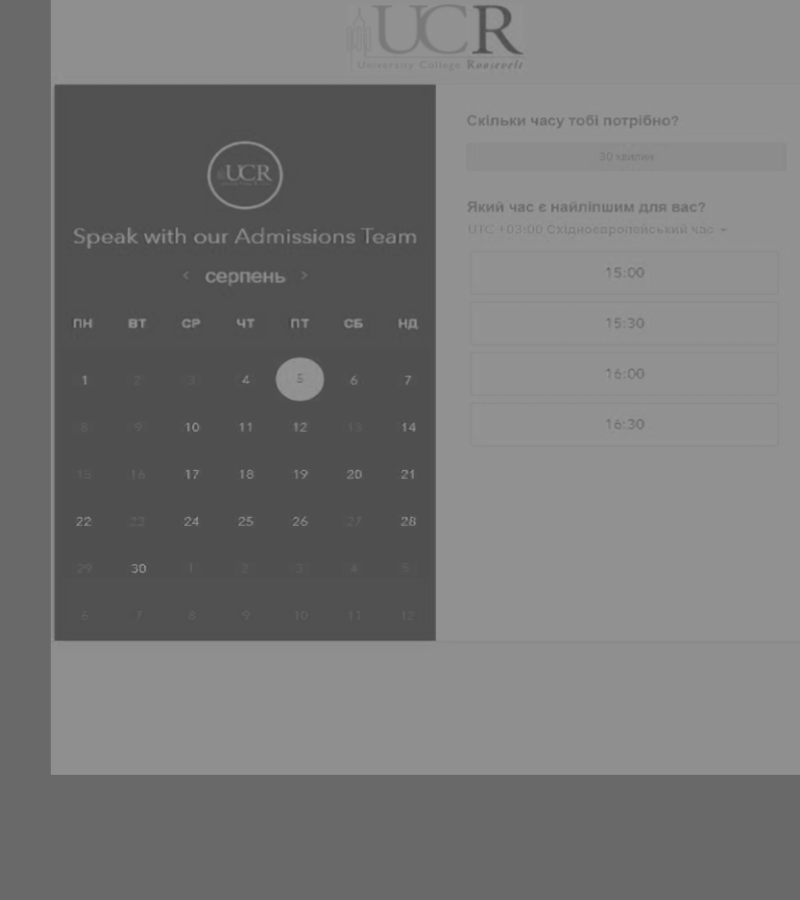 UCR
University College Roosevelt
UCR
Speak with our Admissions Team
< серпень >
ПН ВТ СР ЧТ ПТ СБ НД
1 2 3 4 5 6 7
8 9 10 11 12 13 14
15 16 17 18 19 20 21
22 23 24 25 26 27 28
29 30 1 2 3 4 5
6 7 8 9 10 11 12
Скільки часу тобі потрібно?
30 хвилин
Який час є найліпшим для вас?
UTC +03:00 Східноєвропейський час
15:00
15:30
16:00
16:30